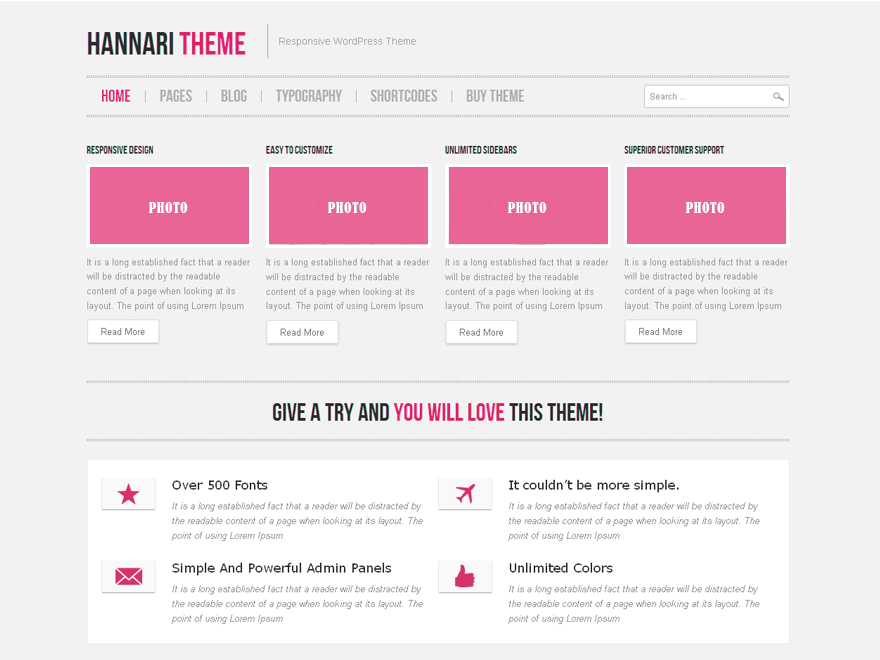 HANNARI THEME
Responsive WordPress Theme
HOME | PAGES | BLOG | TYPOGRAPHY | SHORTCODES | BUY THEME
Search ...
RESPONSIVE DESIGN
PHOTO
It is a long established fact that a reader
will be distracted by the readable
content of a page when looking at its
layout. The point of using Lorem Ipsum
Read More
EASY TO CUSTOMIZE
PHOTO
It is a long established fact that a reader
will be distracted by the readable
content of a page when looking at its
layout. The point of using Lorem Ipsum
Read More
UNLIMITED SIDEBARS
PHOTO
It is a long established fact that a reader
will be distracted by the readable
content of a page when looking at its
layout. The point of using Lorem Ipsum
Read More
SUPERIOR CUSTOMER SUPPORT
PHOTO
It is a long established fact that a reader
will be distracted by the readable
content of a page when looking at its
layout. The point of using Lorem Ipsum
Read More
GIVE A TRY AND YOU WILL LOVE THIS THEME!
Over 500 Fonts
It is a long established fact that a reader will be distracted by
the readable content of a page when looking at its layout. The
point of using Lorem Ipsum
It couldn´t be more simple.
It is a long established fact that a reader will be distracted by
the readable content of a page when looking at its layout. The
point of using Lorem Ipsum
Simple And Powerful Admin Panels
It is a long established fact that a reader will be distracted by
the readable content of a page when looking at its layout. The
point of using Lorem Ipsum
Unlimited Colors
It is a long established fact that a reader will be distracted by
the readable content of a page when looking at its layout. The
point of using Lorem Ipsum